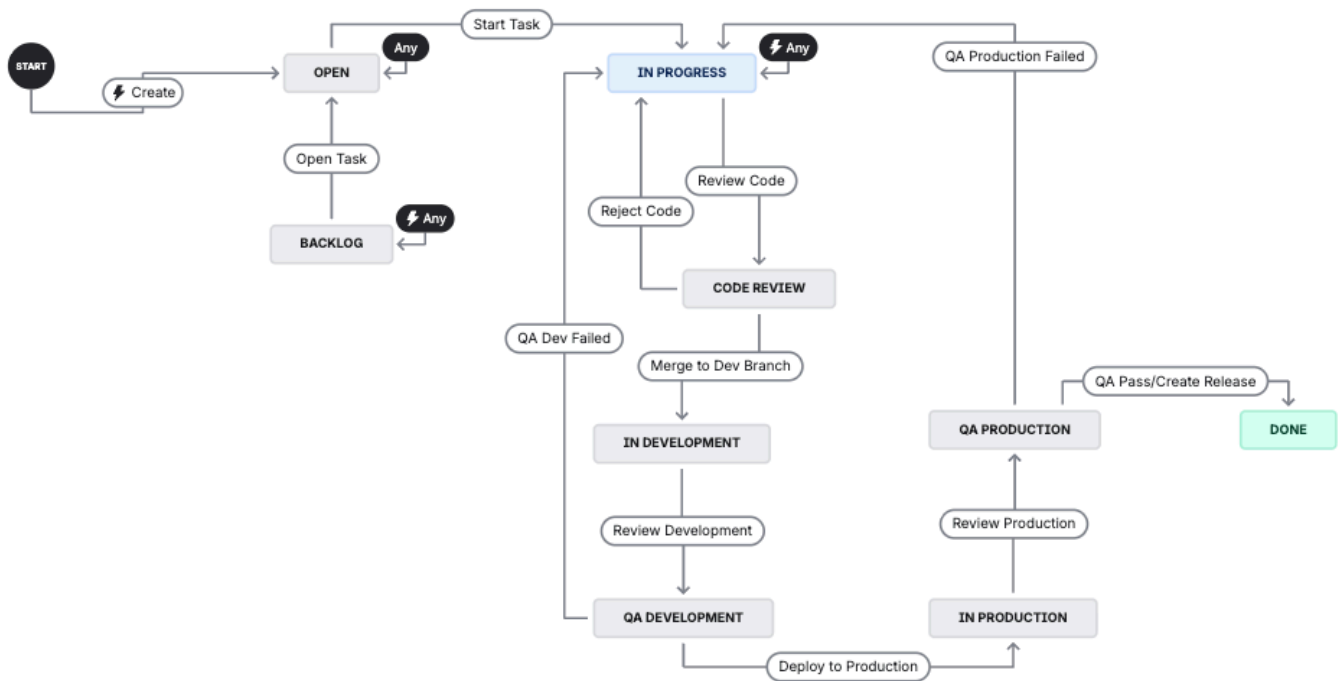 Start Task
QA Production Failed
Any
Any
START
OPEN
IN PROGRESS
Create
Open Task
Review Code
Reject Code
Any
BACKLOG
CODE REVIEW
QA Dev Failed
Merge to Dev Branch
QA Pass/Create Release
IN DEVELOPMENT
QA PRODUCTION
DONE
Review Development
Review Production
QA DEVELOPMENT
IN PRODUCTION
Deploy to Production